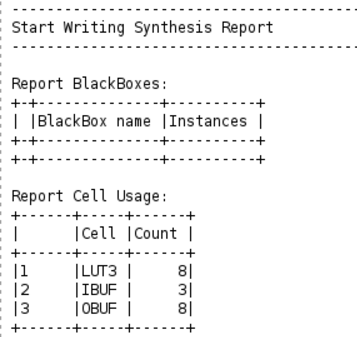 ---------------------------------------------
Start Writing Synthesis Report
---------------------------------------------

Report BlackBoxes:
+-+--------------+----------+
| |BlackBox name |Instances |
+-+--------------+----------+
+-+--------------+----------+

Report Cell Usage:
+------+-----+------+
|      |Cell |Count |
+------+-----+------+
|1     |LUT3 |     8|
|2     |IBUF |     3|
|3     |OBUF |     8|
+------+-----+------+